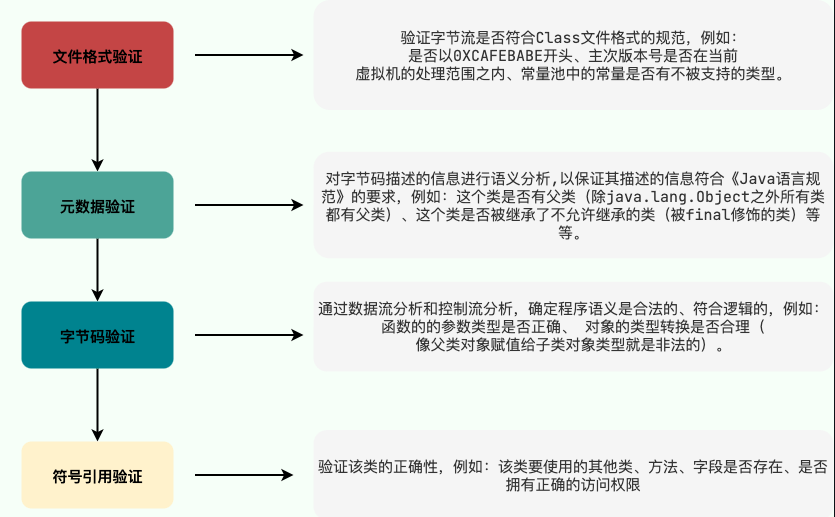 文件格式验证
验证字节流是否符合Class文件格式的规范，例如：
是否以0XCAFEBABE开头、主次版本号是否在当前
虚拟机的处理范围之内、常量池中的常量是否有不被支持的类型。
元数据验证
对字节码描述的信息进行语义分析,以保证其描述的信息符合《Java语言规
范》的要求，例如：这个类是否有父类（除java.lang.Object之外所有类
都有父类）、这个类是否被继承了不允许继承的类（被final修饰的类）等
等。
字节码验证
通过数据流分析和控制流分析，确定程序语义是合法的、符合逻辑的，例如：
函数的的参数类型是否正确、 对象的类型转换是否合理（
像父类对象赋值给子类对象类型就是非法的）。
符号引用验证
验证该类的正确性，例如：该类要使用的其他类、方法、字段是否存在、是否
拥有正确的访问权限